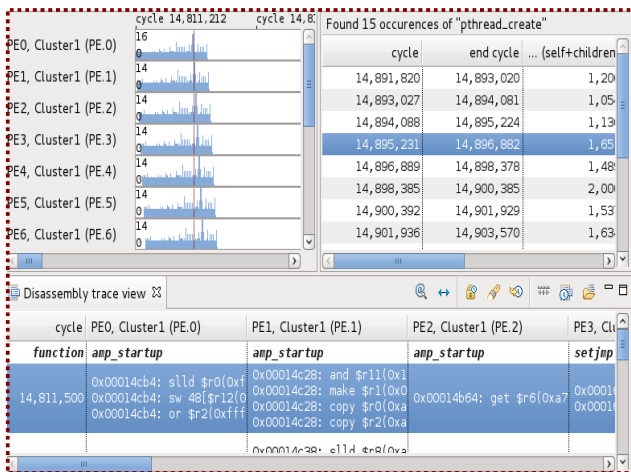 cycle 14,811,212 cycle 14,8
PE0, Cluster1 (PE.0) 16 0
PE1, Cluster1 (PE.1) 14 0
PE2, Cluster1 (PE.2) 14 0
PE3, Cluster1 (PE.3) 14 0
PE4, Cluster1 (PE.4) 14 0
PE5, Cluster1 (PE.5) 14 0
PE6, Cluster1 (PE.6) 14 0
Found 15 occurences of "pthread_create"
cycle end cycle ... (self+children
14,891,820 14,893,020 1,20
14,893,027 14,894,081 1,05
14,894,088 14,895,224 1,13
14,895,231 14,896,882 1,65
14,896,889 14,898,378 1,48
14,898,385 14,900,385 2,00
14,900,392 14,901,929 1,53
14,901,936 14,903,570 1,63
Disassembly trace view
cycle PE0, Cluster1 (PE.0) PE1, Cluster1 (PE.1) PE2, Cluster1 (PE.2) PE3, Clu
function amp_startup amp_startup amp_startup setjmp
0x00014c28: and $r11(0x1
0x00014cb4: slld $r0(0xf 0x00014c28: make $r1(0x0
14,811,500 0x00014cb4: sw 48[$r12(0 0x00014c28: copy $r0(0xa 0x00014b64: get $r6(0xa7 0x0001
0x00014cb4: or $r2(0xfff 0x00014c28: copy $r2(0xa 0x0001
0x00014c38: slld $r8(0xa